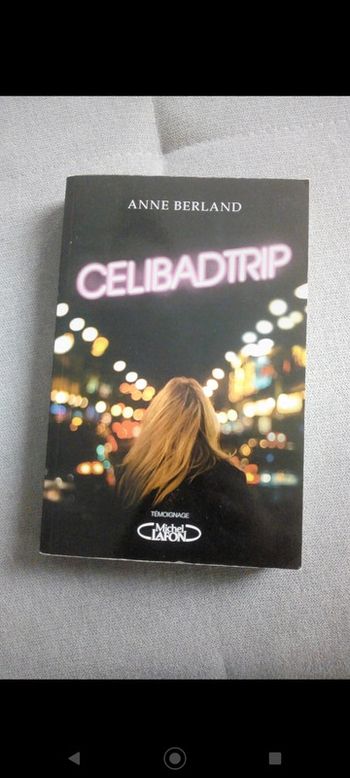 ANNE BERLAND
CELIBADTRIP
TÉMOIGNAGE
Michel
LAFON